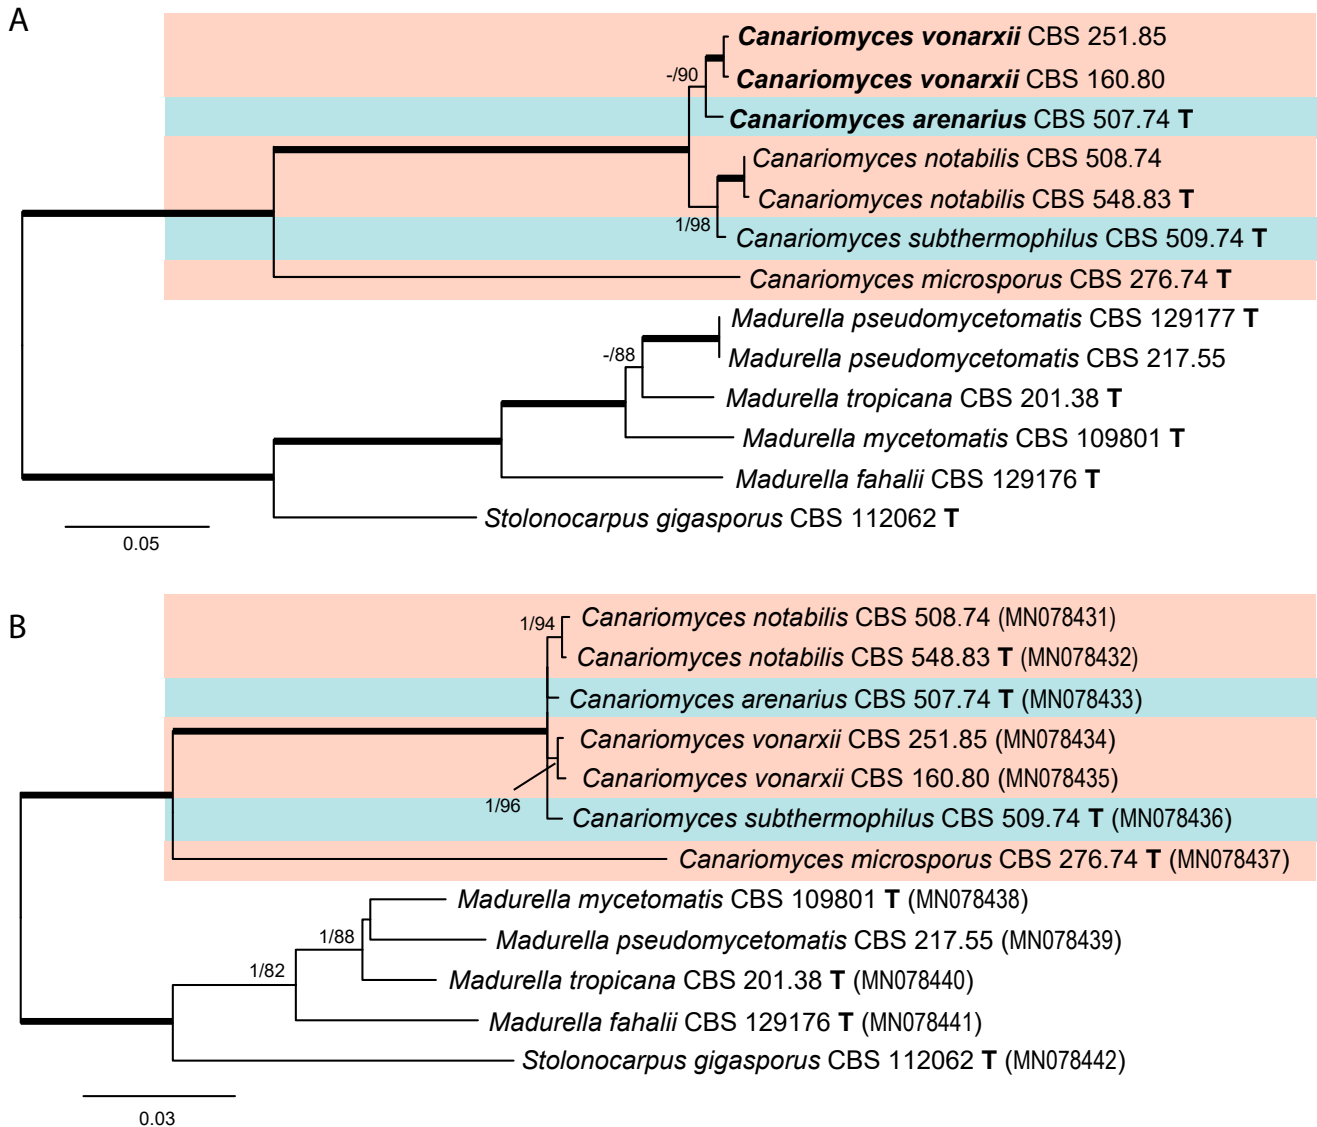 A
Canariomyces vonarxii CBS 251.85
-/90
Canariomyces vonarxii CBS 160.80
Canariomyces arenarius CBS 507.74 T
Canariomyces notabilis CBS 508.74
Canariomyces notabilis CBS 548.83 T
1/98
Canariomyces subthermophilus CBS 509.74 T
Canariomyces microsporus CBS 276.74 T
Madurella pseudomycetomatis CBS 129177 T
-/88
Madurella pseudomycetomatis CBS 217.55
Madurella tropicana CBS 201.38 T
Madurella mycetomatis CBS 109801 T
Madurella fahalii CBS 129176 T
Stolonocarpus gigasporus CBS 112062 T
0.05
B
Canariomyces notabilis CBS 508.74 (MN078431)
1/94
Canariomyces notabilis CBS 548.83 T (MN078432)
Canariomyces arenarius CBS 507.74 T (MN078433)
Canariomyces vonarxii CBS 251.85 (MN078434)
Canariomyces vonarxii CBS 160.80 (MN078435)
1/96
Canariomyces subthermophilus CBS 509.74 T (MN078436)
Canariomyces microsporus CBS 276.74 T (MN078437)
Madurella mycetomatis CBS 109801 T (MN078438)
1/88
Madurella pseudomycetomatis CBS 217.55 (MN078439)
1/82
Madurella tropicana CBS 201.38 T (MN078440)
Madurella fahalii CBS 129176 T (MN078441)
Stolonocarpus gigasporus CBS 112062 T (MN078442)
0.03